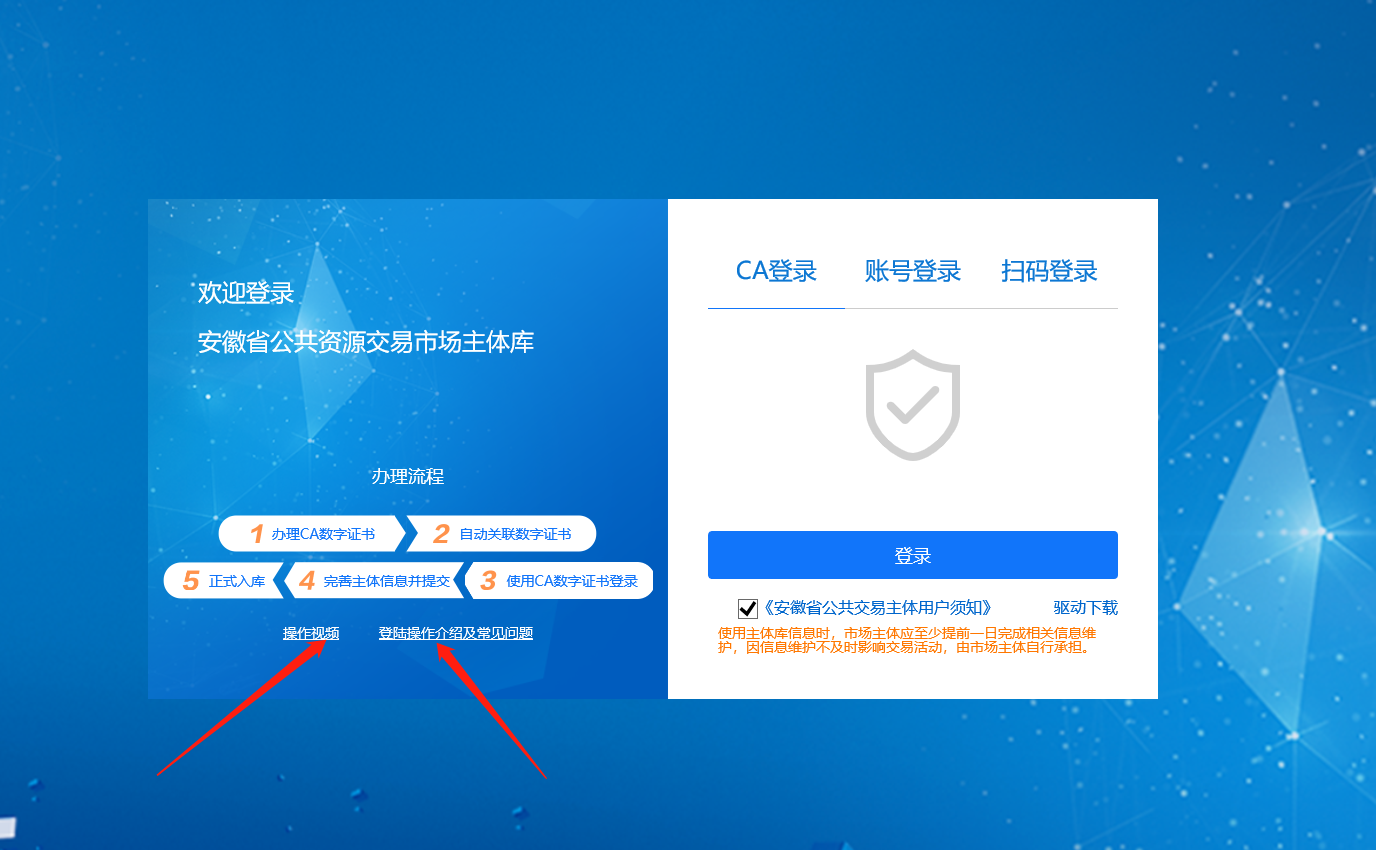 欢迎登录
安徽省公共资源交易市场主体库
办理流程
1 办理CA数字证书
2 自动关联数字证书
5 正式入库
4 完善主体信息并提交
3 使用CA数字证书登录
操作视频
登陆操作介绍及常见问题
CA登录
账号登录
扫码登录
登录
《安徽省公共交易主体用户须知》
驱动下载
使用主体库信息时，市场主体应至少提前一日完成相关信息维
护，因信息维护不及时影响交易活动，由市场主体自行承担。